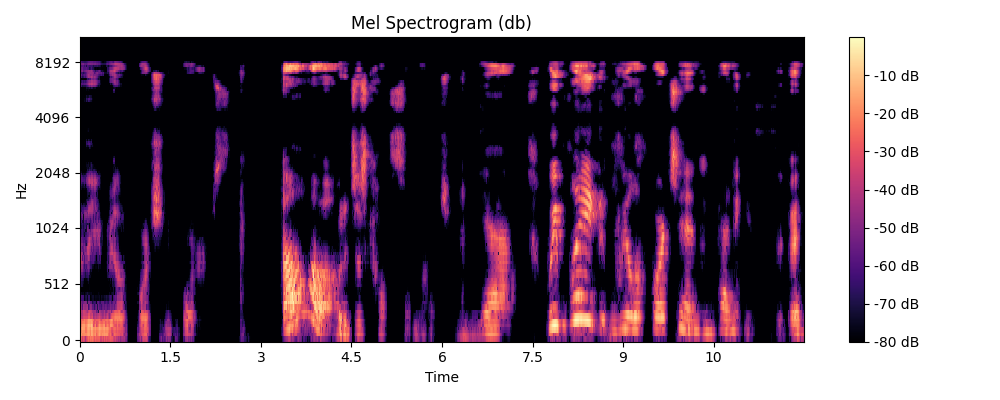 Mel Spectrogram (db)
8192
4096
2048
1024
512
0
Hz
0 1.5 3 4.5 6 7.5 9 10
Time
-10 dB
-20 dB
-30 dB
-40 dB
-50 dB
-60 dB
-70 dB
-80 dB